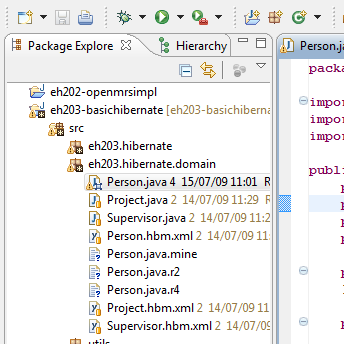 Package Explore
Hierarchy
Person.java
eh202-openmrsimpl
eh203-basichibernate [eh203-basichiberna
src
eh203.hibernate
eh203.hibernate.domain
Person.java 4 15/07/09 11:01 R
Project.java 2 14/07/09 11:29 R
Supervisor.java 2 14/07/09 11:2
Person.hbm.xml 2 14/07/09 11:
Person.java.mine
Person.java.r2
Person.java.r4
Project.hbm.xml 2 14/07/09 11:
Supervisor.hbm.xml 2 14/07/09
utils
packa
impor
impor
impor
publi
p
p
p
p
p
l
p